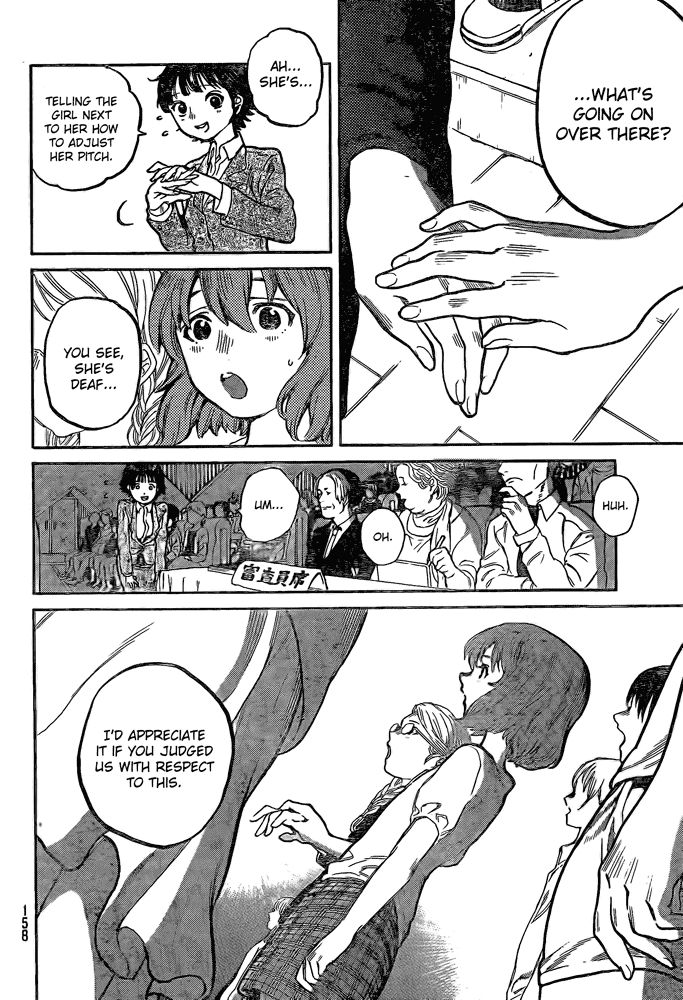 ...WHAT'S
GOING ON
OVER THERE?
AH...
SHE'S...
TELLING THE
GIRL NEXT
TO HER HOW
TO ADJUST
HER PITCH.
YOU SEE,
SHE'S
DEAF...
HUH.
OH.
UM...
審査員席
I'D APPRECIATE
IT IF YOU JUDGED
US WITH RESPECT
TO THIS.
158